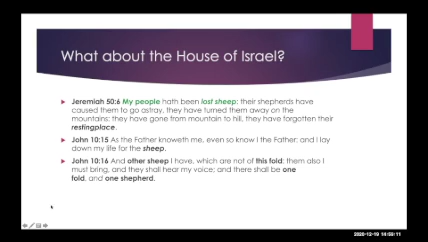 What about the House of Israel?
Jeremiah 50:6 My people hath been lost sheep: their shepherds have
caused them to go astray, they have turned them away on the
mountains: they have gone from mountain to hill, they have forgotten their
restingplace.
John 10:15 As the Father knoweth me, even so know I the Father: and I lay
down my life for the sheep.
John 10:16 And other sheep I have, which are not of this fold: them also I
must bring, and they shall hear my voice; and there shall be one
fold, and one shepherd.
2020-12-19 14:53:11